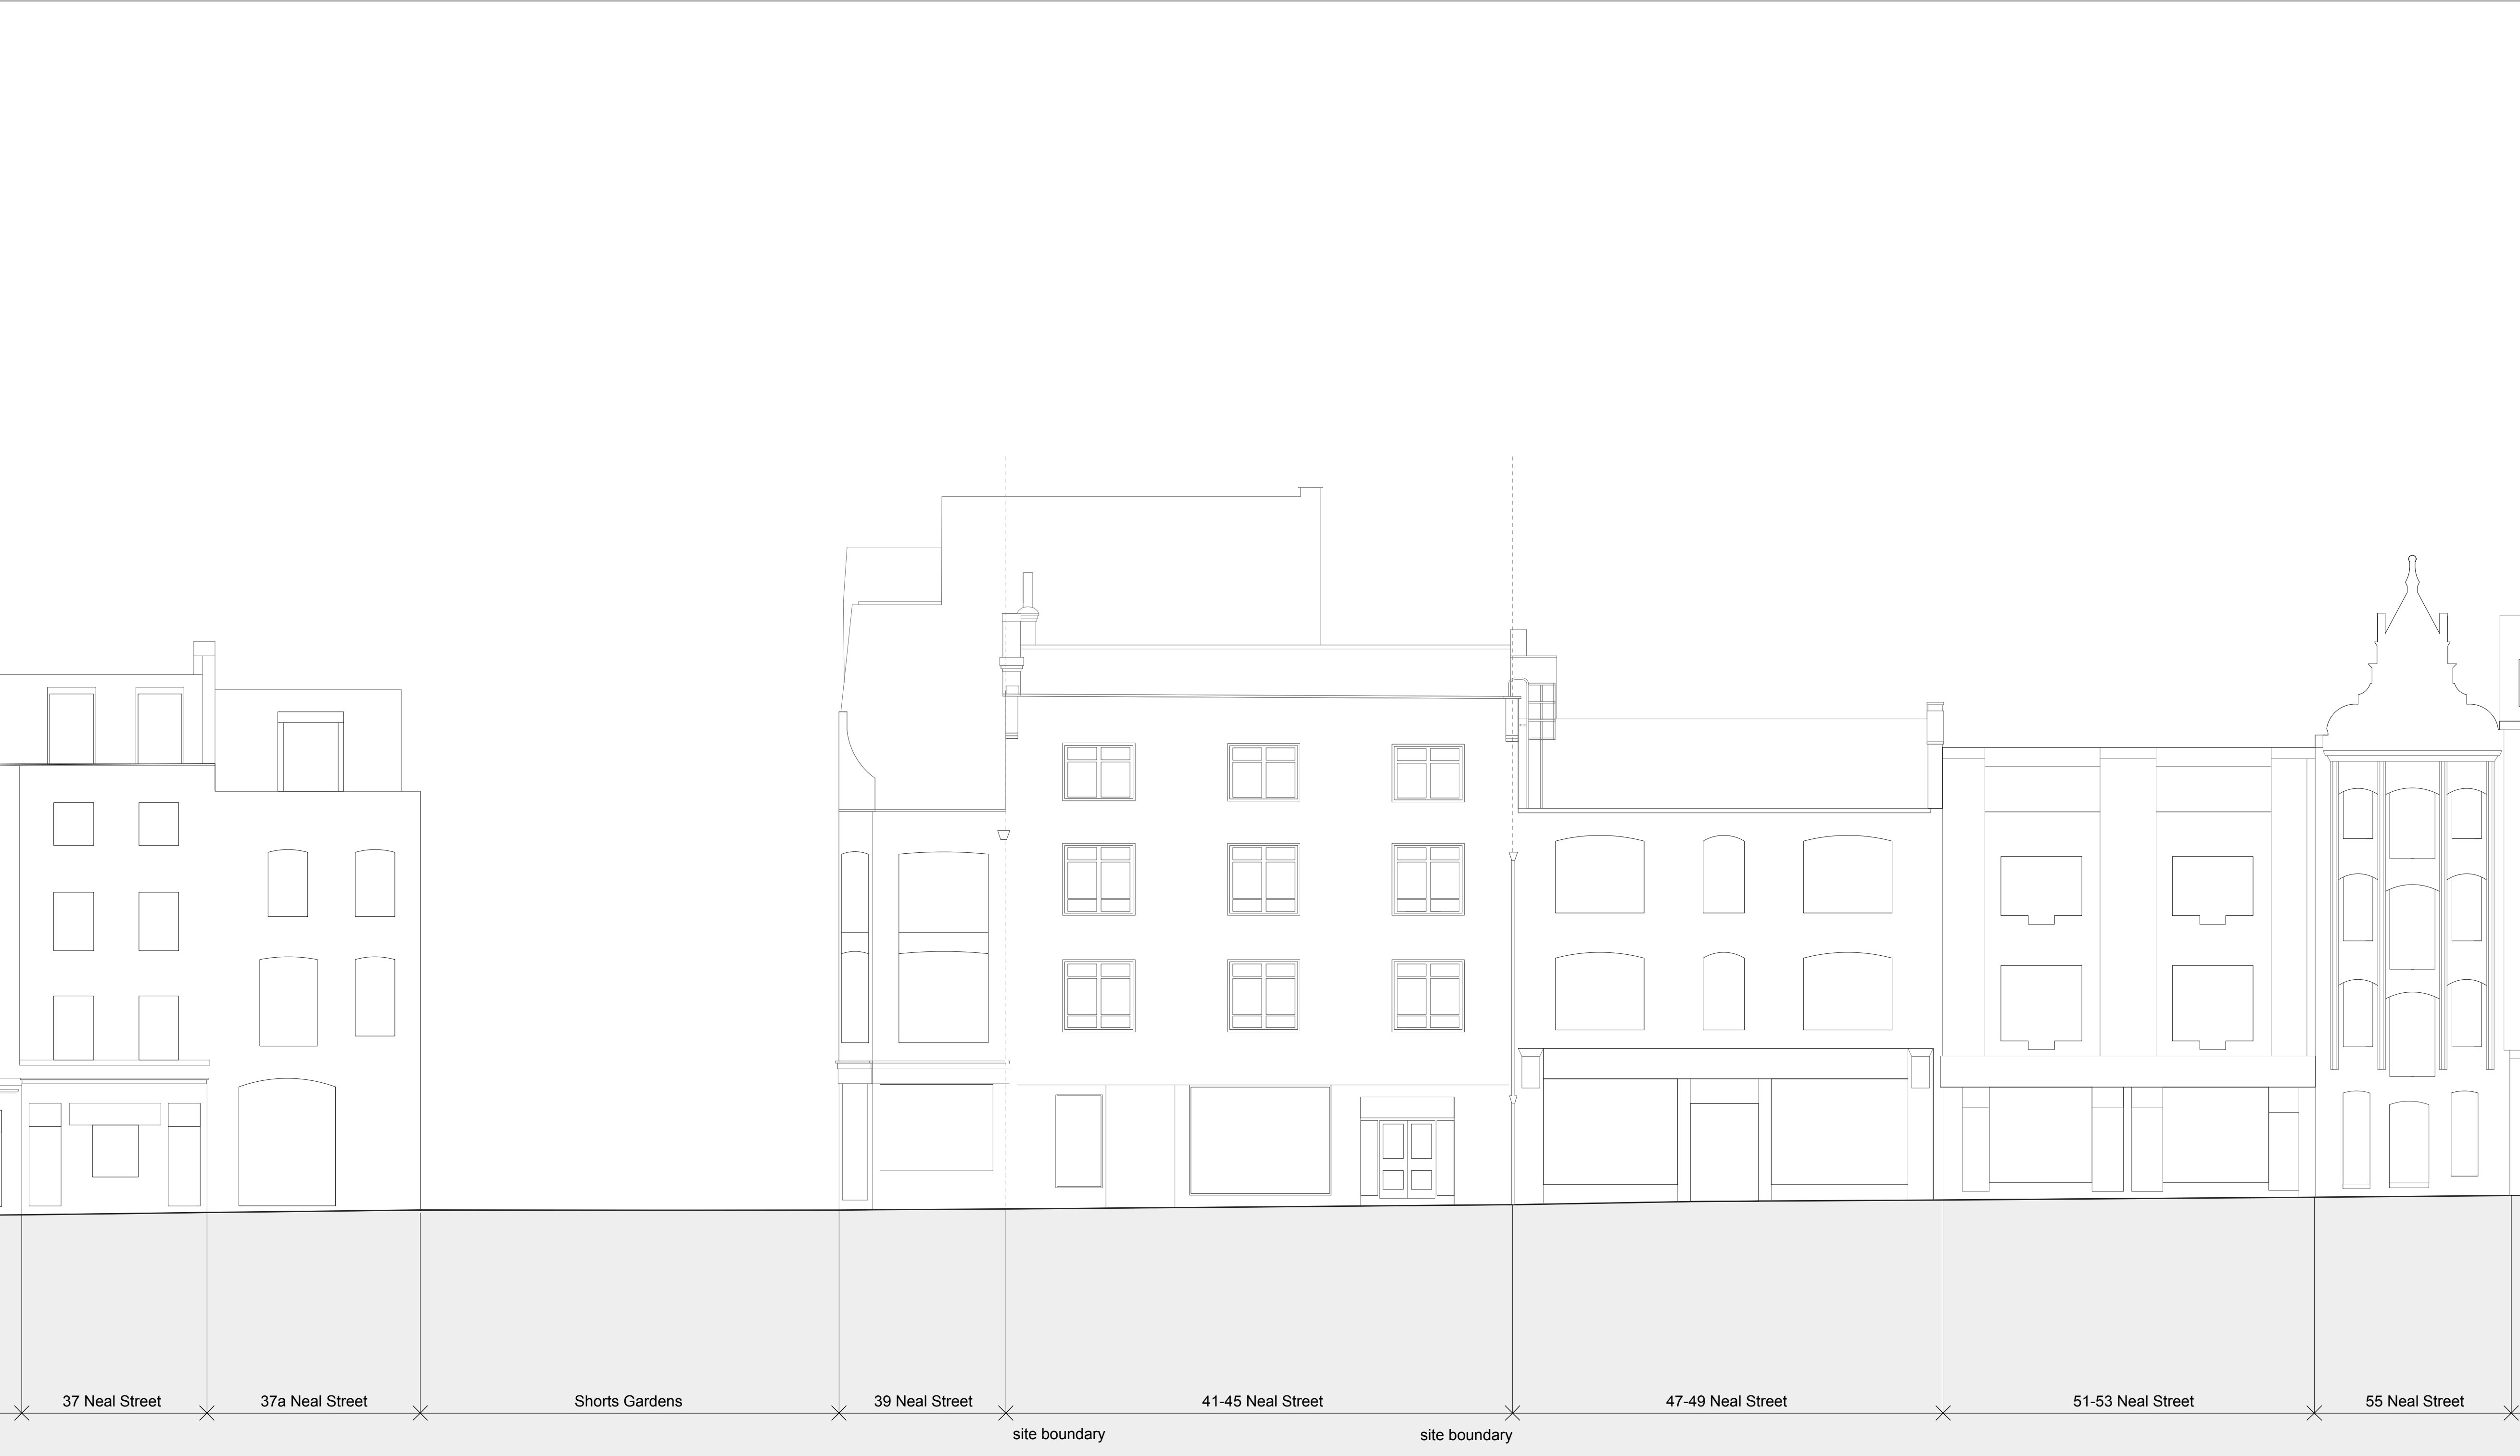 37 Neal Street
37a Neal Street
Shorts Gardens
39 Neal Street
41-45 Neal Street
47-49 Neal Street
51-53 Neal Street
55 Neal Street
site boundary
site boundary